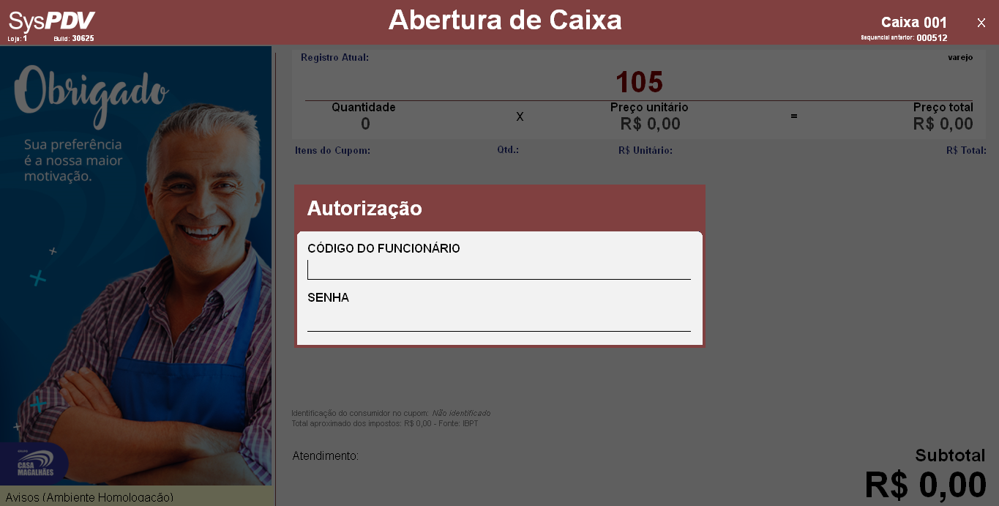 SysPDV
Loja: 1 Build: 30625
Abertura de Caixa
Caixa 001
Sequencial anterior: 000512
X
Obrigado
Sua preferência
é a nossa maior
motivação.
CASA
MAGALHÃES
Avisos (Ambiente Homologação)
Registro Atual: varejo
105
Quantidade Preço unitário Preço total
0 X R$ 0,00 = R$ 0,00
Itens do Cupom: Qtd.: R$ Unitário: R$ Total:
Autorização
CÓDIGO DO FUNCIONÁRIO
SENHA
Identificação do consumidor no cupom: Não identificado
Total aproximado dos impostos: R$ 0,00 - Fonte: IBPT
Atendimento:
Subtotal
R$ 0,00